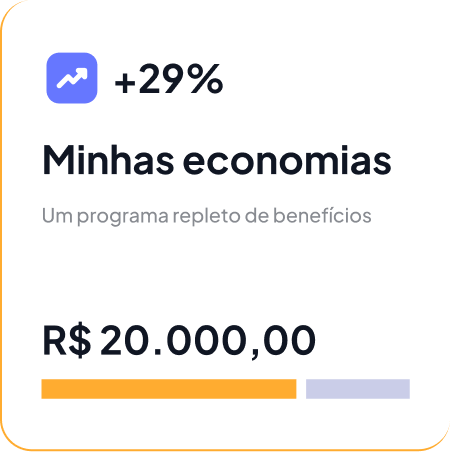 +29%
Minhas economias
Um programa repleto de benefícios
R$ 20.000,00